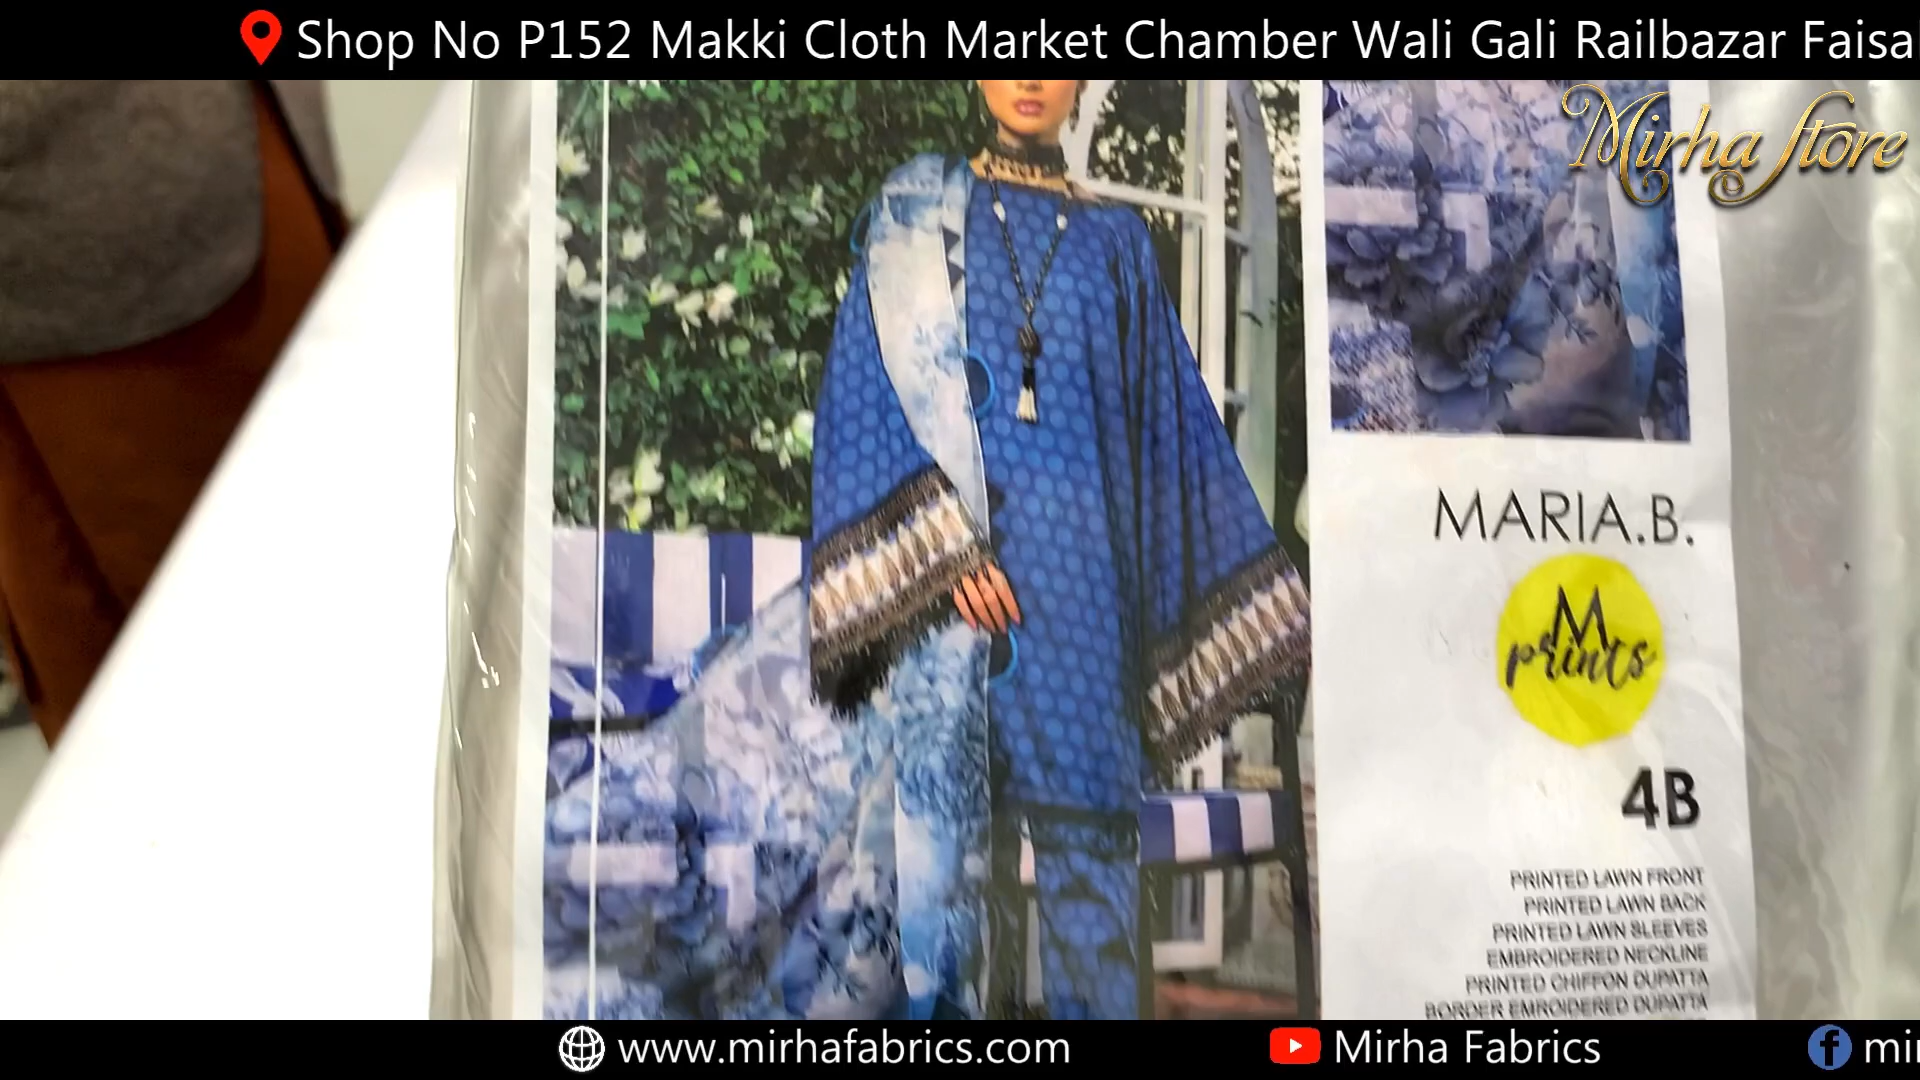 Shop No P152 Makki Cloth Market Chamber Wali Gali Railbazar Faisa
Mirha Store
MARIA.B.
M
prints
4B
PRINTED LAWN FRONT
PRINTED LAWN BACK
PRINTED LAWN SLEEVES
EMBROIDERED NECKLINE
PRINTED CHIFFON DUPATTA
BORDER EMBROIDERED DUPATTA
www.mirhafabrics.com
Mirha Fabrics
mir